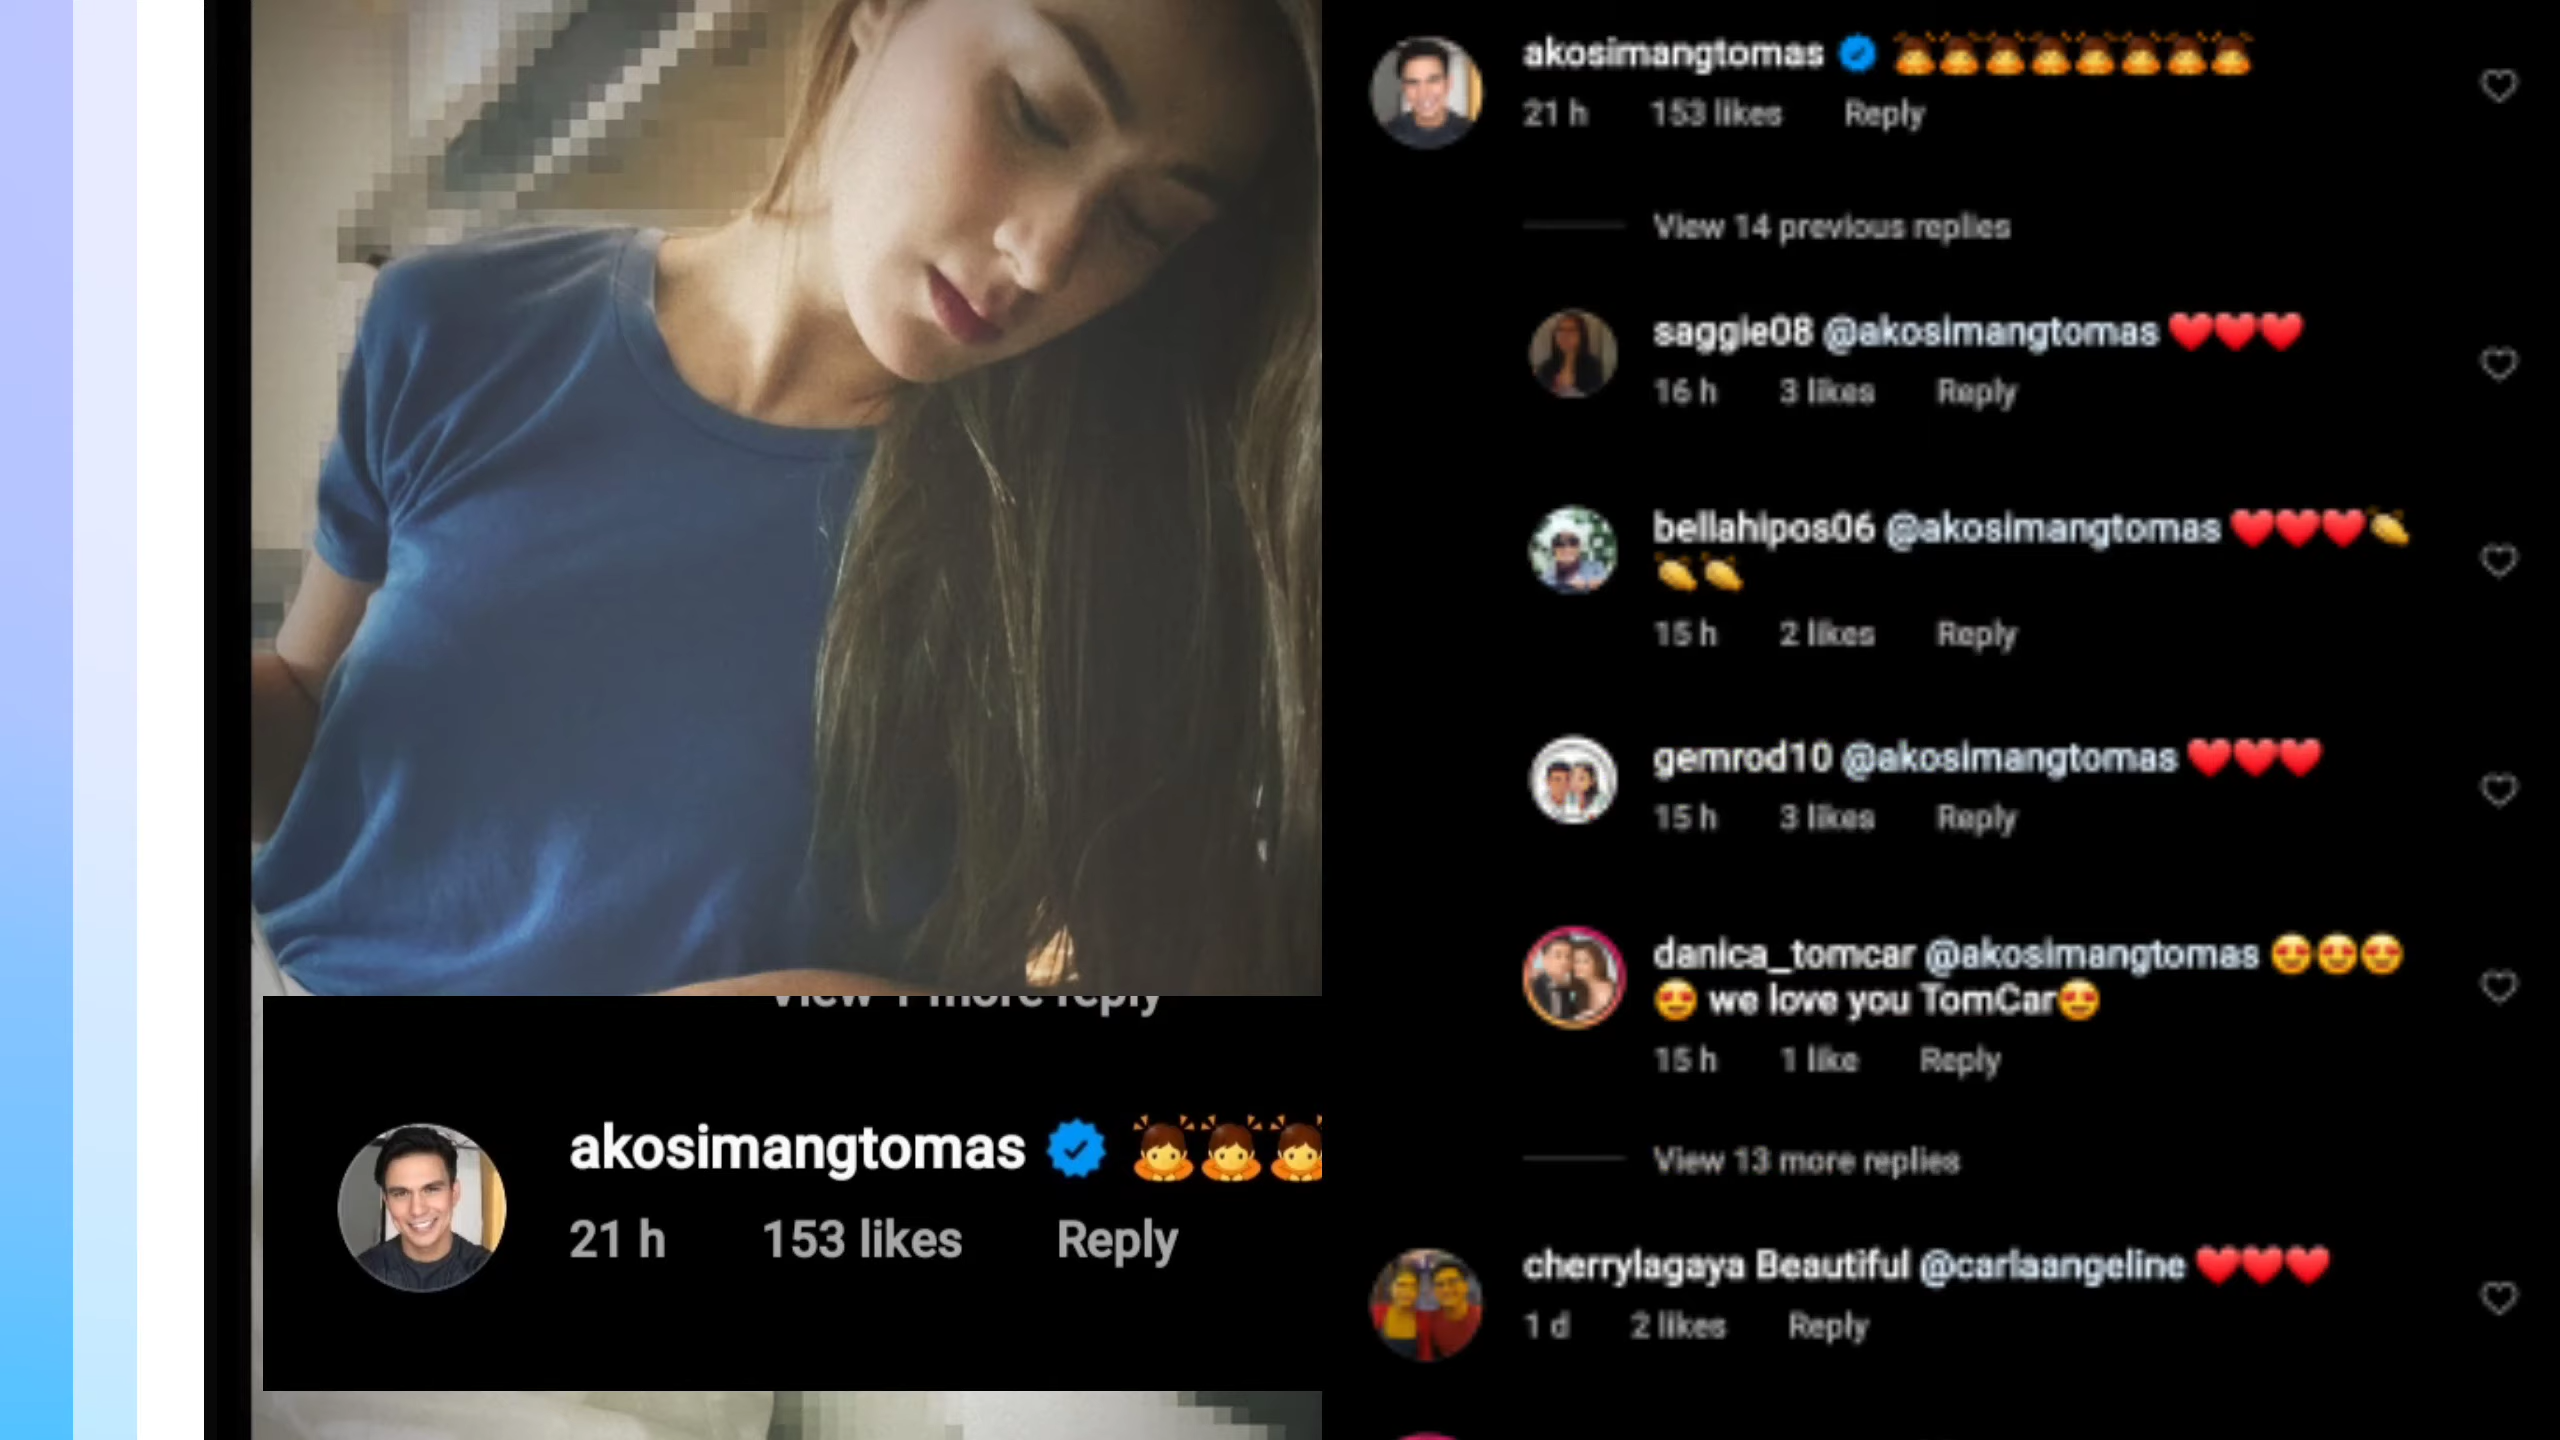 View 1 more reply
akosimangtomas 🙇🙇🙇
21 h 153 likes Reply
akosimangtomas 🙇🙇🙇🙇🙇🙇🙇🙇
21 h 153 likes Reply
View 14 previous replies
saggie08 @akosimangtomas ❤️❤️❤️
16 h 3 likes Reply
bellahipos06 @akosimangtomas ❤️❤️❤️👏
👏👏
15 h 2 likes Reply
gemrod10 @akosimangtomas ❤️❤️❤️
15 h 3 likes Reply
danica_tomcar @akosimangtomas 😍😍😍
😍 we love you TomCar😍
15 h 1 like Reply
View 13 more replies
cherrylagaya Beautiful @carlaangeline ❤️❤️❤️
1 d 2 likes Reply